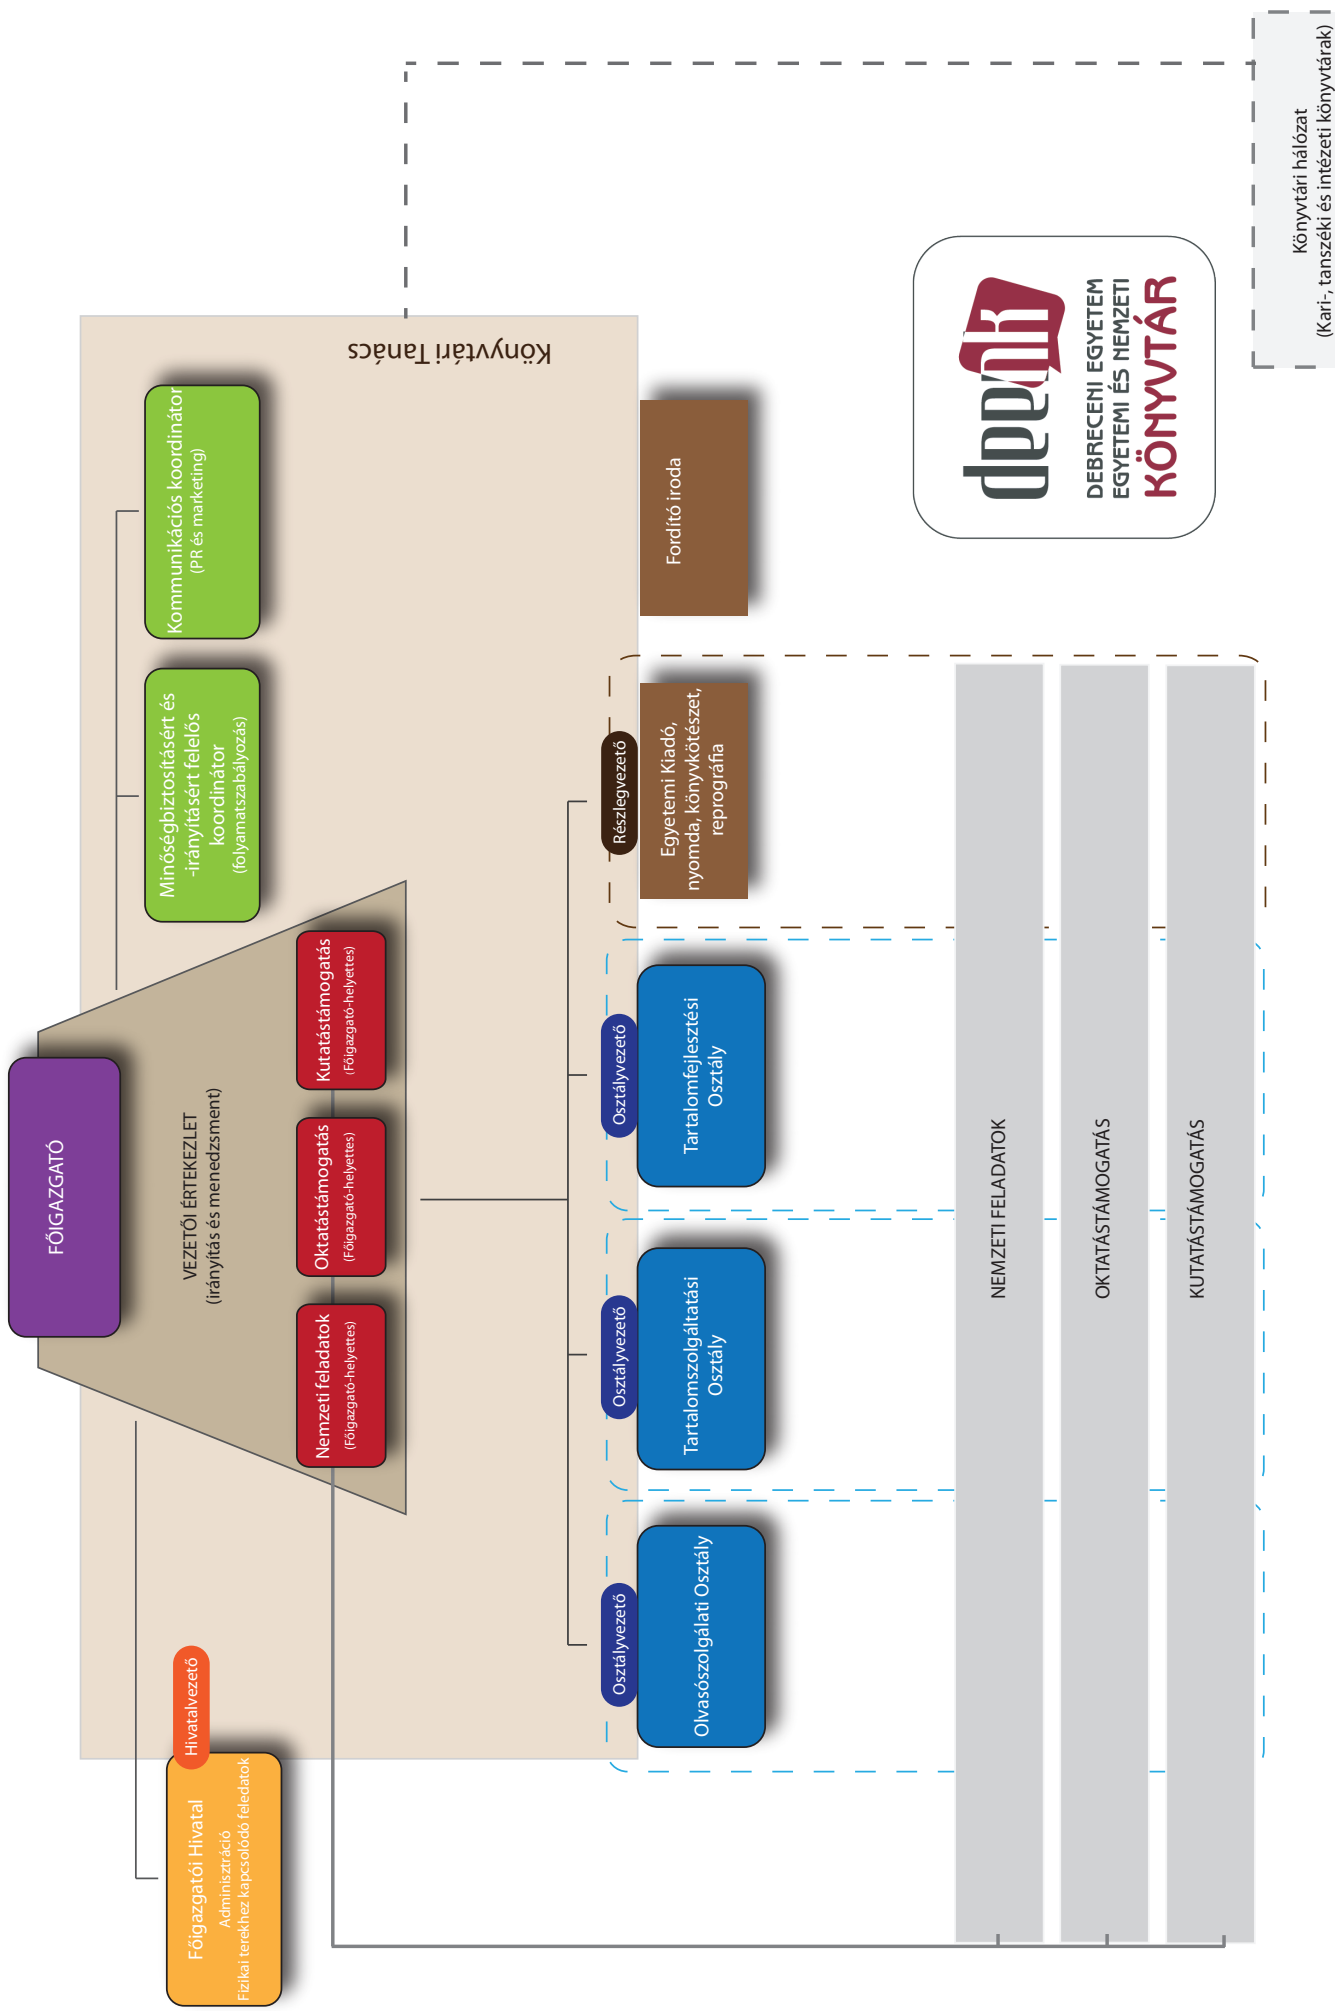 FŐIGAZGATÓ
VEZETŐI ÉRTEKEZLET
(irányítás és menedzsment)
Nemzeti feladatok
(Főigazgató-helyettes)
Oktatástámogatás
(Főigazgató-helyettes)
Kutatástámogatás
(Főigazgató-helyettes)
Hivatalvezető
Főigazgatói Hivatal
Adminisztráció
Fizikai terekhez kapcsolódó feledatok
Minőségbiztosításért és
-irányításért felelős
koordinátor
(folyamatszabályozás)
Kommunikációs koordinátor
(PR és marketing)
Könyvtári Tanács
Osztályvezető
Olvasószolgálati Osztály
Osztályvezető
Tartalomszolgáltatási
Osztály
Osztályvezető
Tartalomfejlesztési
Osztály
Részlegvezető
Egyetemi Kiadó,
nyomda, könyvkötészet,
reprográfia
Fordító iroda
NEMZETI FELADATOK
OKTATÁSTÁMOGATÁS
KUTATÁSTÁMOGATÁS
deenk
DEBRECENI EGYETEM
EGYETEMI ÉS NEMZETI
KÖNYVTÁR
Könyvtári hálózat
(Kari-, tanszéki és intézeti könyvtárak)